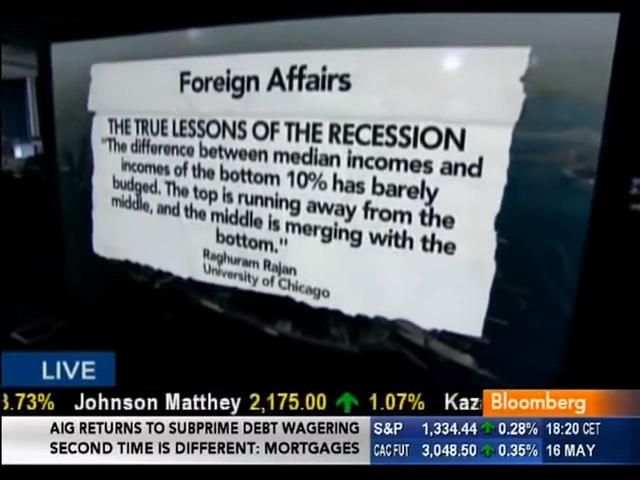 Foreign Affairs
THE TRUE LESSONS OF THE RECESSION
"The difference between median incomes and
incomes of the bottom 10% has barely
budged. The top is running away from the
middle, and the middle is merging with the
bottom."
Raghuram Rajan
University of Chicago
LIVE
3.73% Johnson Matthey 2,175.00 1.07% Kaz
Bloomberg
AIG RETURNS TO SUBPRIME DEBT WAGERING
SECOND TIME IS DIFFERENT: MORTGAGES
S&P 1,334.44 0.28% 18:20 CET
CAC FUT 3,048.50 0.35% 16 MAY